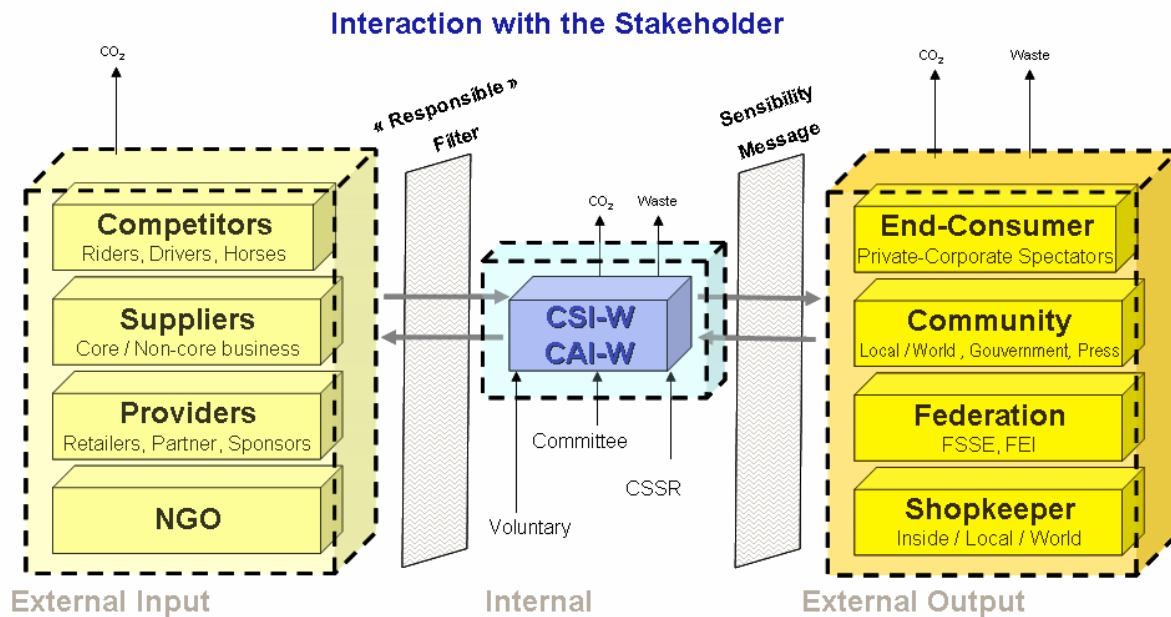 Interaction with the Stakeholder
CO₂
« Responsible »
Filter
Sensibility
Message
CO₂
Waste
Competitors
Riders, Drivers, Horses
Suppliers
Core / Non-core business
Providers
Retailers, Partner, Sponsors
NGO
External Input
CO₂
Waste
CSI-W
CAI-W
Committee
CSSR
Voluntary
Internal
End-Consumer
Private-Corporate Spectators
Community
Local / World , Gouvernment, Press
Federation
FSSE, FEI
Shopkeeper
Inside / Local / World
External Output